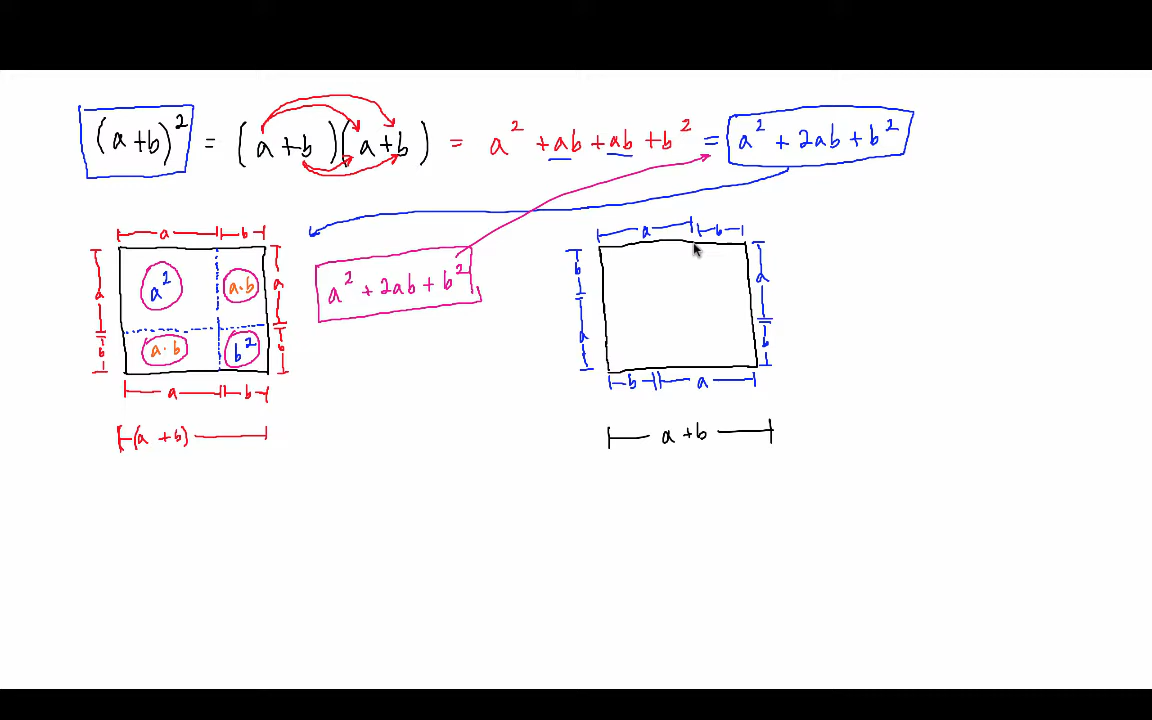 (a+b)² = (a+b)(a+b) = a² + ab + ab + b² = a² + 2ab + b²
a b
a b
a² a·b
a·b b²
a b
a b
a b
(a + b)
a² + 2ab + b²
a b
b a
a b
b a
a + b